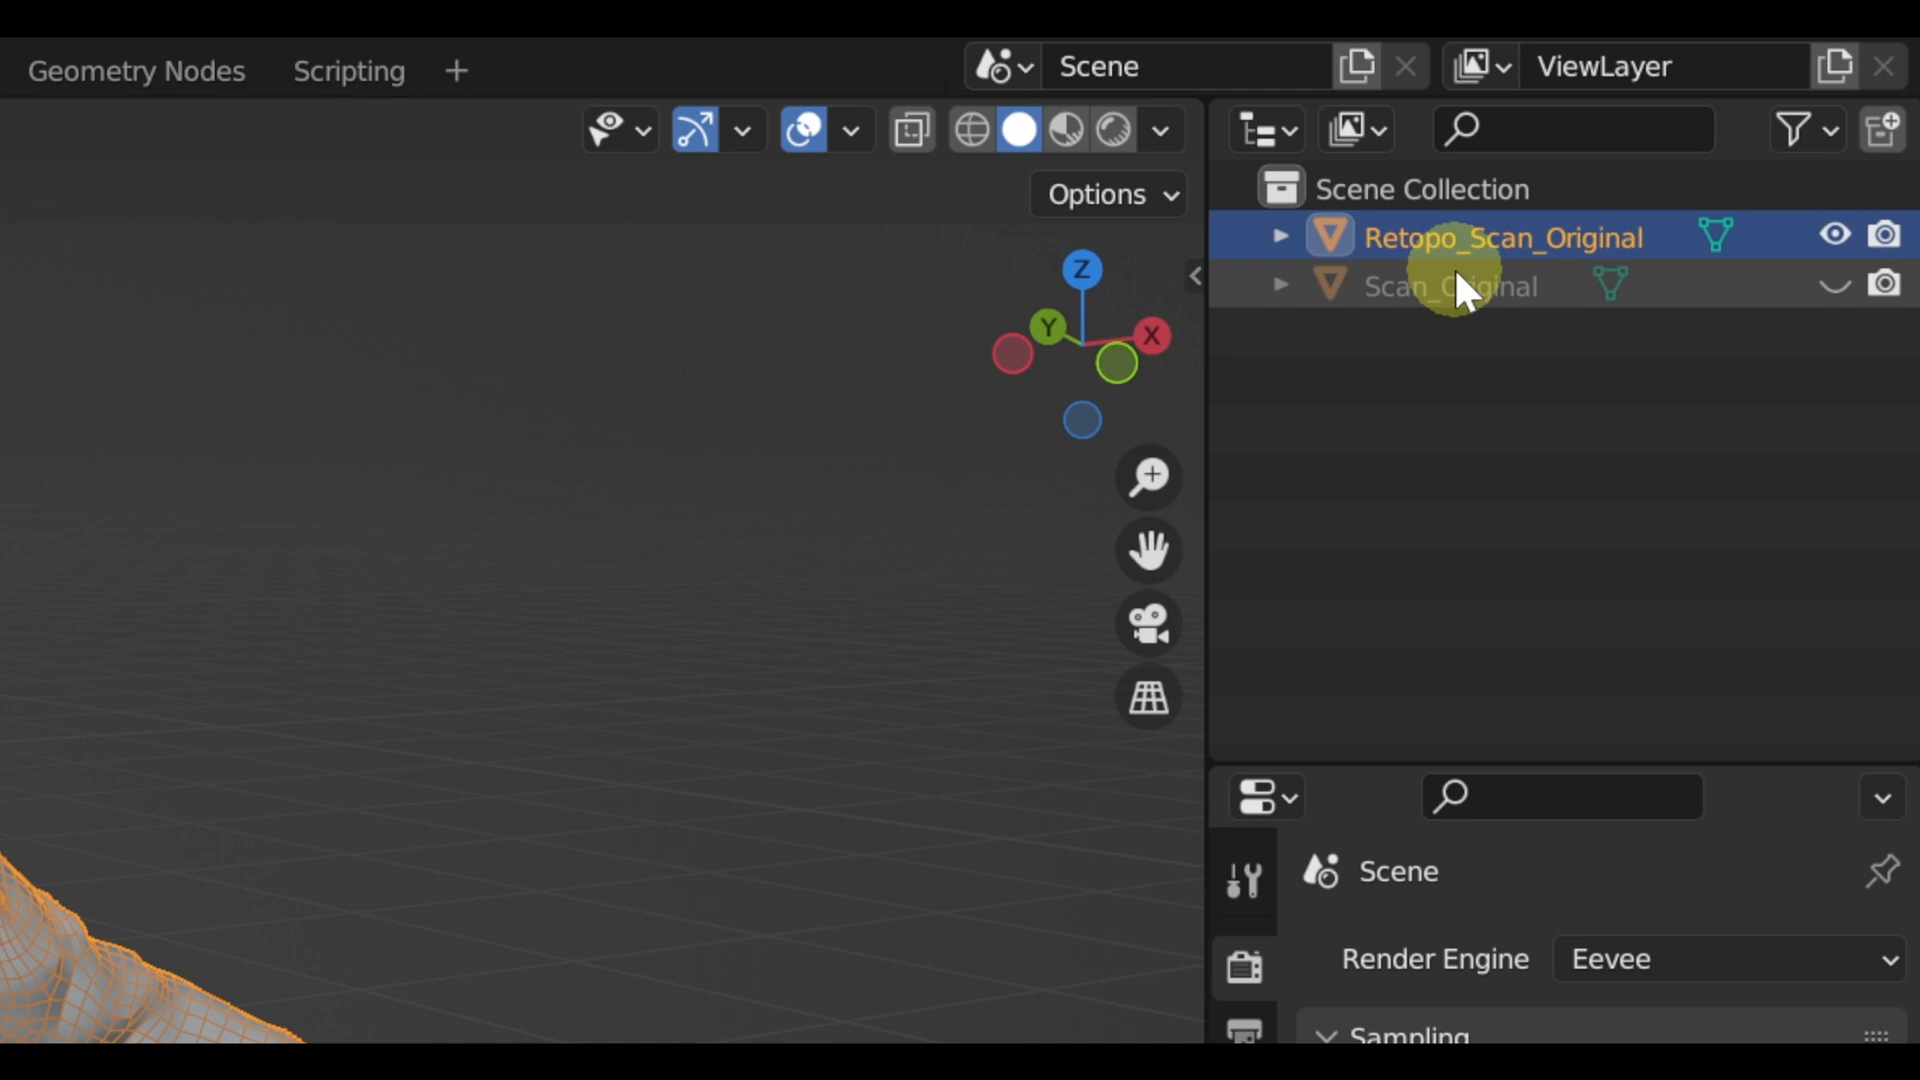 Geometry Nodes
Scripting
Scene
ViewLayer
Options
Z
Y
X
Scene Collection
Retopo_Scan_Original
Scan_Original
Scene
Render Engine
Eevee
Sampling